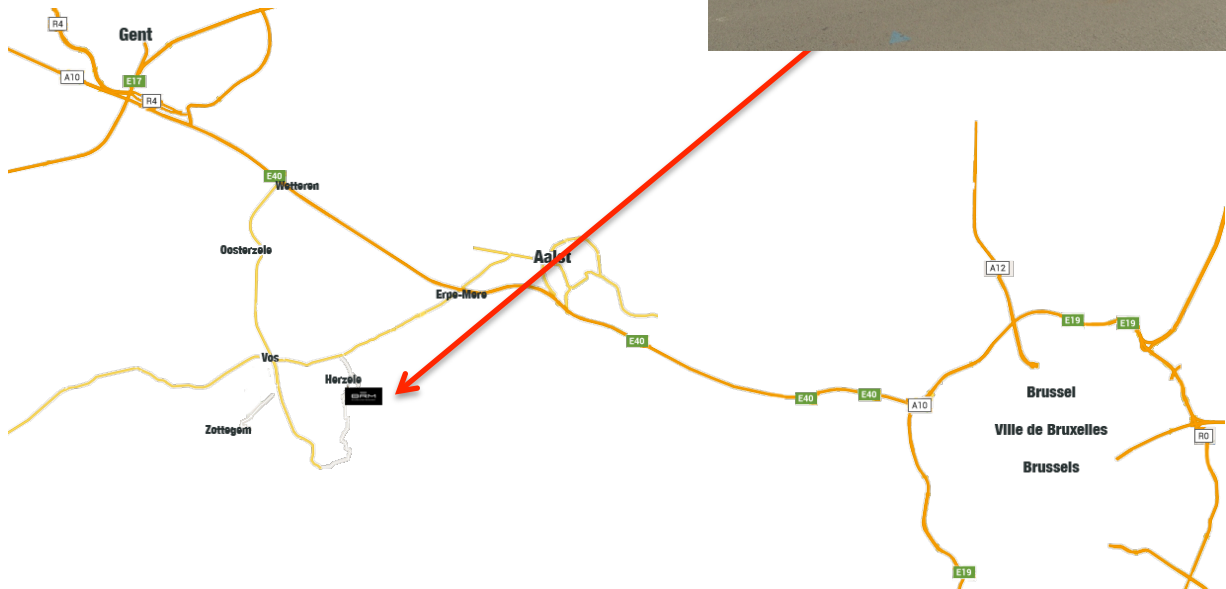 R4
Gent
A10
E17
R4
E40
Wetteren
Oosterzele
Aalst
A12
Erpe-Mere
E19
E19
E40
Vos
Herzele
Brussel
E40
E40
A10
Zottegem
Ville de Bruxelles
R0
Brussels
E19